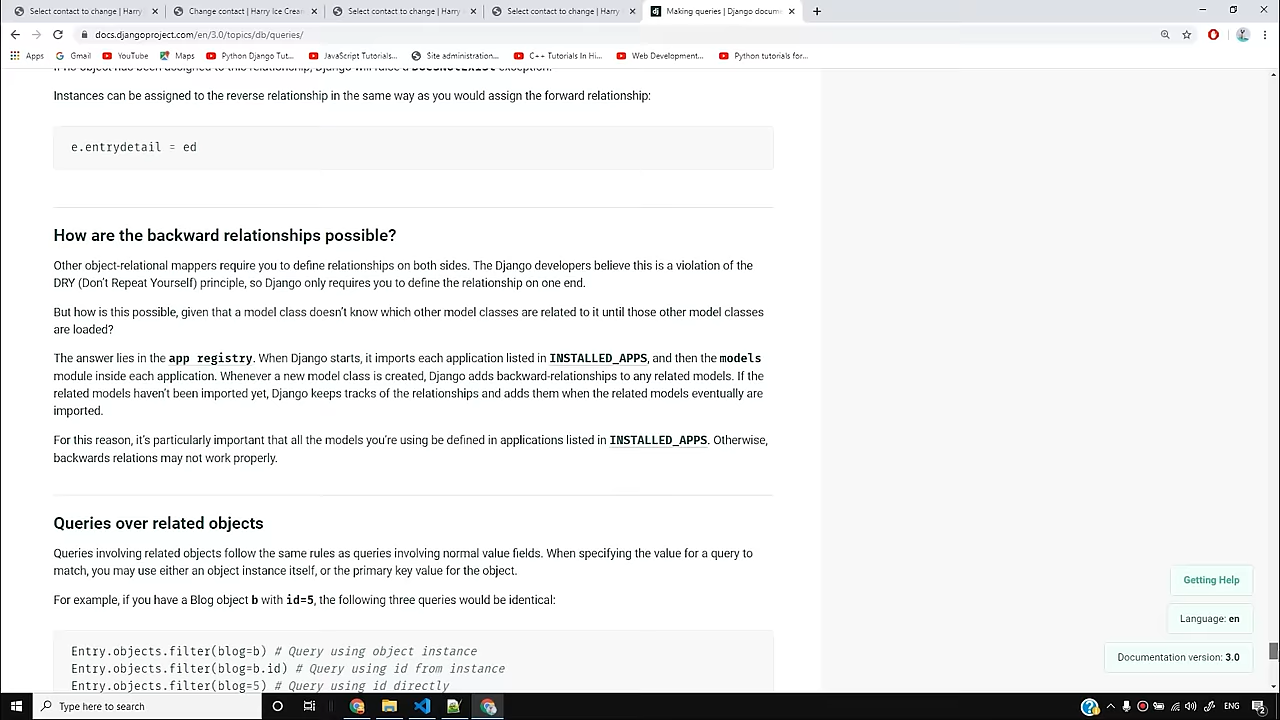 Select contact to change | Harry
Change contact | Harry Ice Cream
Select contact to change | Harry
Select contact to change | Harry
Making queries | Django docume
docs.djangoproject.com/en/3.0/topics/db/queries/
Apps
Gmail
YouTube
Maps
Python Django Tut...
JavaScript Tutorials...
Site administration...
C++ Tutorials In Hi...
Web Development...
Python tutorials for...
Instances can be assigned to the reverse relationship in the same way as you would assign the forward relationship:
e.entrydetail = ed
How are the backward relationships possible?
Other object-relational mappers require you to define relationships on both sides. The Django developers believe this is a violation of the
DRY (Don't Repeat Yourself) principle, so Django only requires you to define the relationship on one end.
But how is this possible, given that a model class doesn't know which other model classes are related to it until those other model classes
are loaded?
The answer lies in the app registry. When Django starts, it imports each application listed in INSTALLED_APPS, and then the models
module inside each application. Whenever a new model class is created, Django adds backward-relationships to any related models. If the
related models haven't been imported yet, Django keeps tracks of the relationships and adds them when the related models eventually are
imported.
For this reason, it's particularly important that all the models you're using be defined in applications listed in INSTALLED_APPS. Otherwise,
backwards relations may not work properly.
Queries over related objects
Queries involving related objects follow the same rules as queries involving normal value fields. When specifying the value for a query to
match, you may use either an object instance itself, or the primary key value for the object.
For example, if you have a Blog object b with id=5, the following three queries would be identical:
Entry.objects.filter(blog=b) # Query using object instance
Entry.objects.filter(blog=b.id) # Query using id from instance
Entry.objects.filter(blog=5) # Query using id directly
Getting Help
Language: en
Documentation version: 3.0
Type here to search
ENG